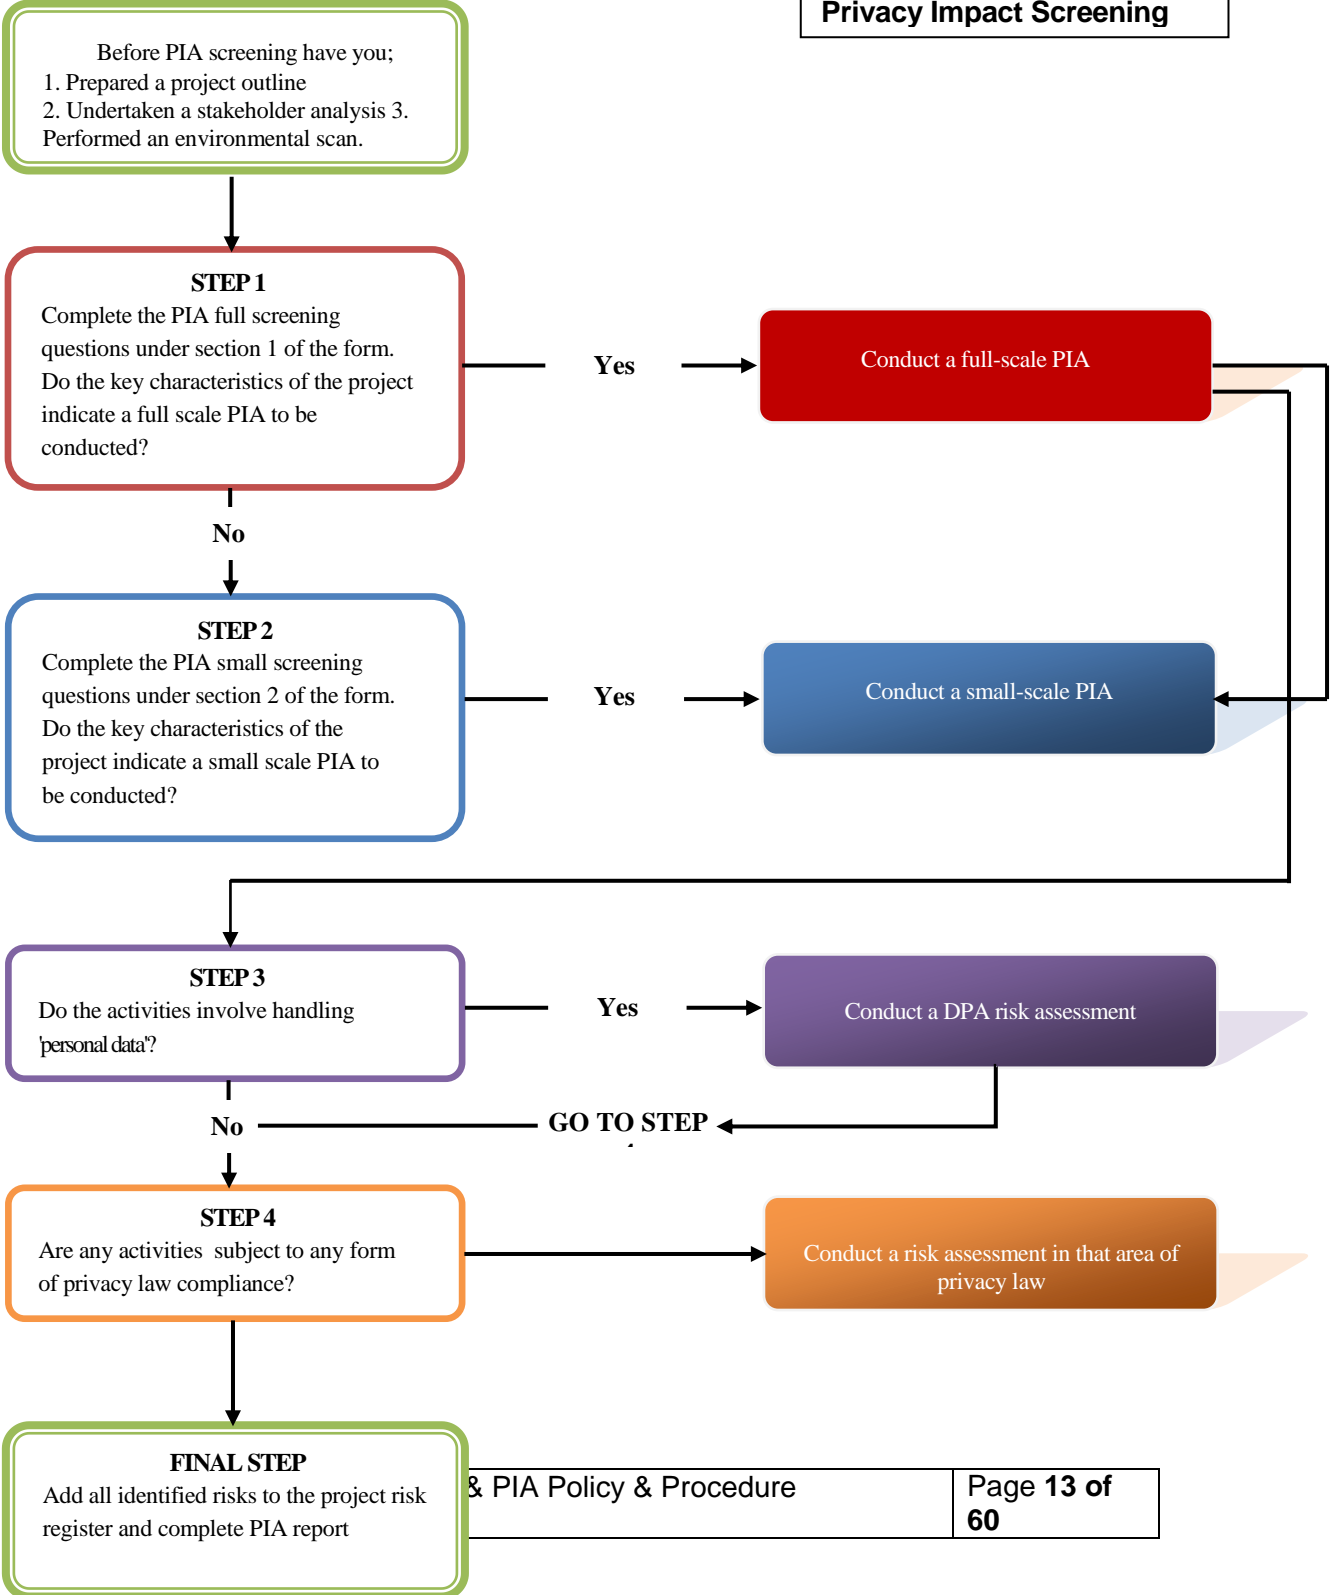 Privacy Impact Screening
Before PIA screening have you;
1. Prepared a project outline
2. Undertaken a stakeholder analysis 3.
Performed an environmental scan.
STEP 1
Complete the PIA full screening
questions under section 1 of the form.
Do the key characteristics of the project
indicate a full scale PIA to be
conducted?
Yes
Conduct a full-scale PIA
No
STEP 2
Complete the PIA small screening
questions under section 2 of the form.
Do the key characteristics of the
project indicate a small scale PIA to
be conducted?
Yes
Conduct a small-scale PIA
STEP 3
Do the activities involve handling
'personal data'?
Yes
Conduct a DPA risk assessment
No
GO TO STEP
STEP 4
Are any activities subject to any form
of privacy law compliance?
Conduct a risk assessment in that area of
privacy law
FINAL STEP
Add all identified risks to the project risk
register and complete PIA report
& PIA Policy & Procedure
Page 13 of
60